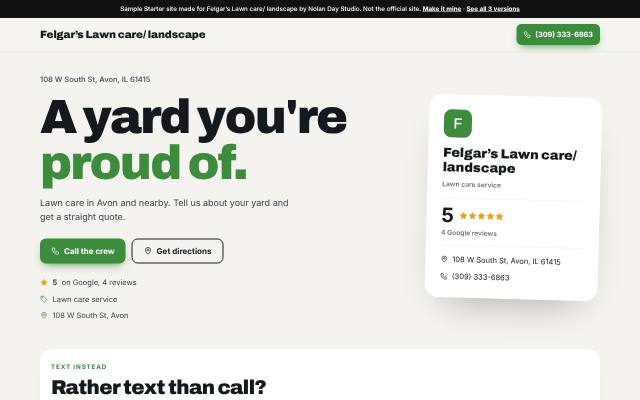 Sample Starter site made for Felgar's Lawn care/ landscape by Nolan Day Studio. Not the official site. Make it mine · See all 3 versions
Felgar's Lawn care/ landscape
(309) 333-6863
108 W South St, Avon, IL 61415
A yard you're
proud of.
Lawn care in Avon and nearby. Tell us about your yard and
get a straight quote.
Call the crew
Get directions
5 on Google, 4 reviews
Lawn care service
108 W South St, Avon
F
Felgar's Lawn care/
landscape
Lawn care service
5 ★★★★★
4 Google reviews
108 W South St, Avon, IL 61415
(309) 333-6863
TEXT INSTEAD
Rather text than call?